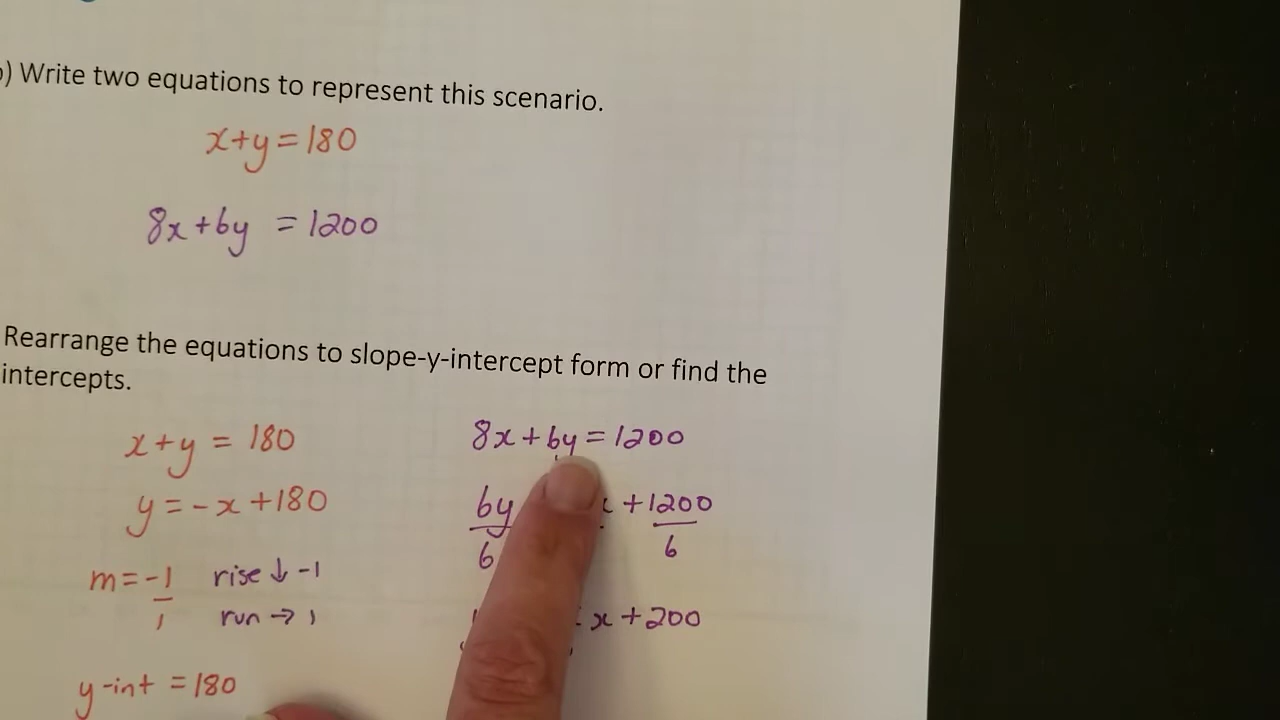 ) Write two equations to represent this scenario.
x+y=180
8x+6y = 1200
Rearrange the equations to slope-y-intercept form or find the
intercepts.
x+y = 180
y=-x+180
m=-1/1 rise ↓ -1
run → 1
y-int = 180
8x+6y=1200
6y x +1200
6 6
x+200